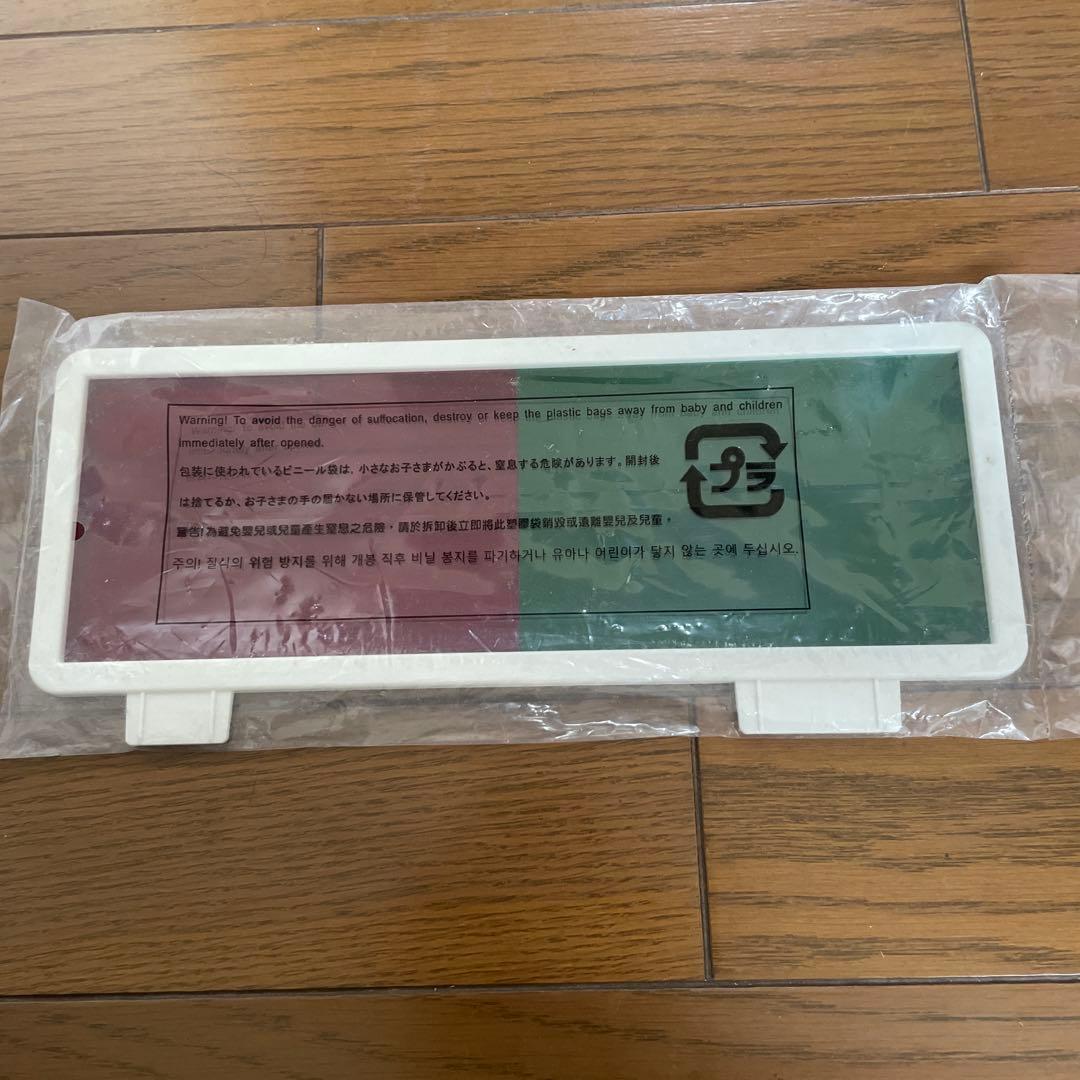 Warning! To avoid the danger of suffocation, destroy or keep the plastic bags away from baby and children
immediately after opened.
包装に使われているビニール袋は、小さなお子さまがかぶると、窒息する危険があります。開封後
は捨てるか、お子さまの手の届かない場所に保管してください。
プラ
警告!為避免嬰兒或兒童產生窒息之危險，請於拆卸後立即將此塑膠袋銷毀或遠離嬰兒及兒童。
주의! 질식의 위험 방지를 위해 개봉 직후 비닐 봉지를 파기하거나 유아나 어린이가 닿지 않는 곳에 두십시오.